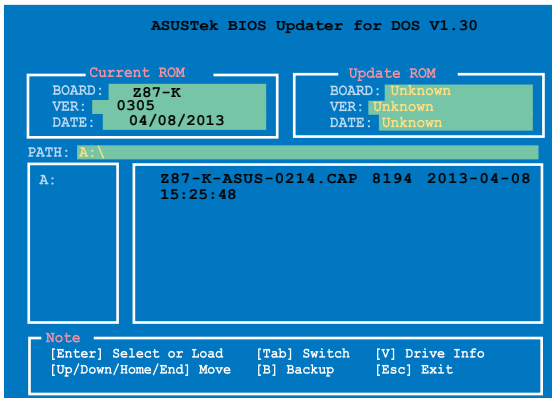 ASUSTek BIOS Updater for DOS V1.30
Current ROM
BOARD: Z87-K
VER: 0305
DATE: 04/08/2013
Update ROM
BOARD: Unknown
VER: Unknown
DATE: Unknown
PATH: A:\
A:
Z87-K-ASUS-0214.CAP 8194 2013-04-08
15:25:48
Note
[Enter] Select or Load [Tab] Switch [V] Drive Info
[Up/Down/Home/End] Move [B] Backup [Esc] Exit